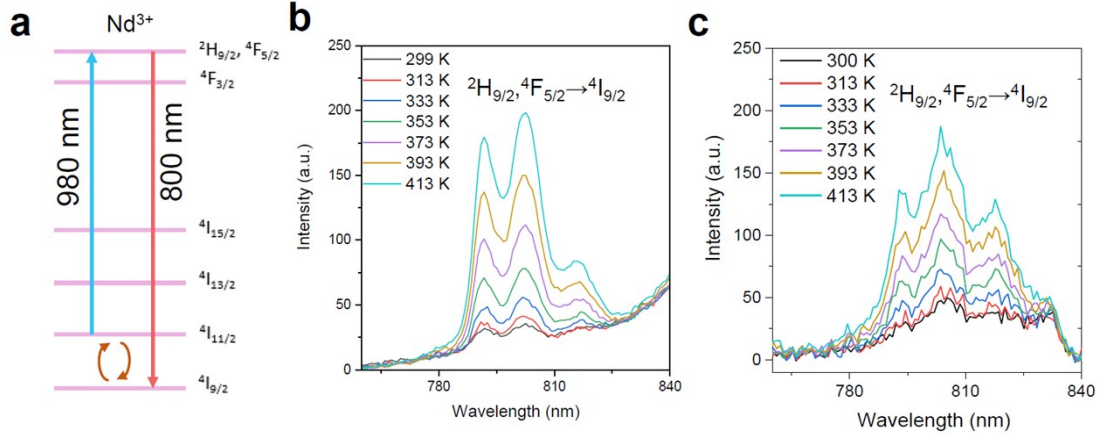 a
Nd³⁺
²H₉/₂, ⁴F₅/₂
⁴F₃/₂
980 nm
800 nm
⁴I₁₅/₂
⁴I₁₃/₂
⁴I₁₁/₂
⁴I₉/₂
b
250
200
150
100
50
0
Intensity (a.u.)
299 K
313 K
333 K
353 K
373 K
393 K
413 K
²H₉/₂,⁴F₅/₂→⁴I₉/₂
780
810
840
Wavelength (nm)
c
250
200
150
100
50
0
Intensity (a.u.)
300 K
313 K
333 K
353 K
373 K
393 K
413 K
²H₉/₂,⁴F₅/₂→⁴I₉/₂
780
810
840
Wavelength (nm)